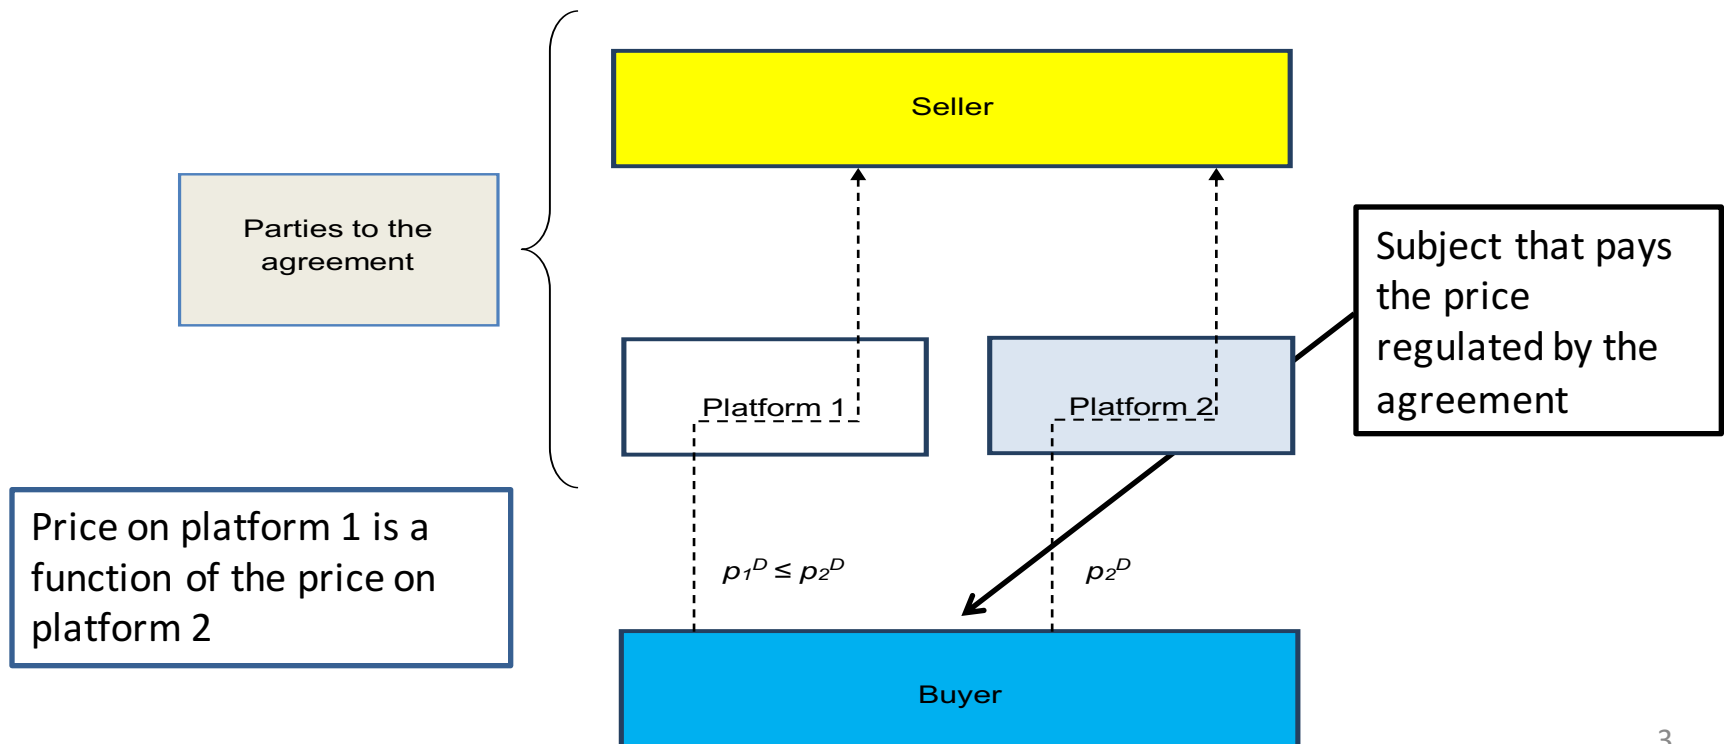 Seller
Parties to the
agreement
Subject that pays
the price
regulated by the
agreement
Platform 1
Platform 2
Price on platform 1 is a
function of the price on
platform 2
p₁ᴰ ≤ p₂ᴰ
p₂ᴰ
Buyer
3